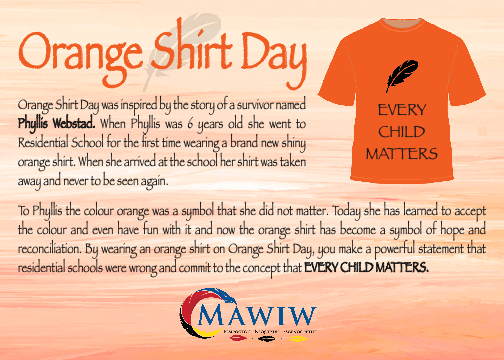 Orange Shirt Day
Orange Shirt Day was inspired by the story of a survivor named
Phyllis Webstad. When Phyllis was 6 years old she went to
Residential School for the first time wearing a brand new shiny
orange shirt. When she arrived at the school her shirt was taken
away and never to be seen again.
EVERY
CHILD
MATTERS
To Phyllis the colour orange was a symbol that she did not matter. Today she has learned to accept
the colour and even have fun with it and now the orange shirt has become a symbol of hope and
reconciliation. By wearing an orange shirt on Orange Shirt Day, you make a powerful statement that
residential schools were wrong and commit to the concept that EVERY CHILD MATTERS.
MAWIW